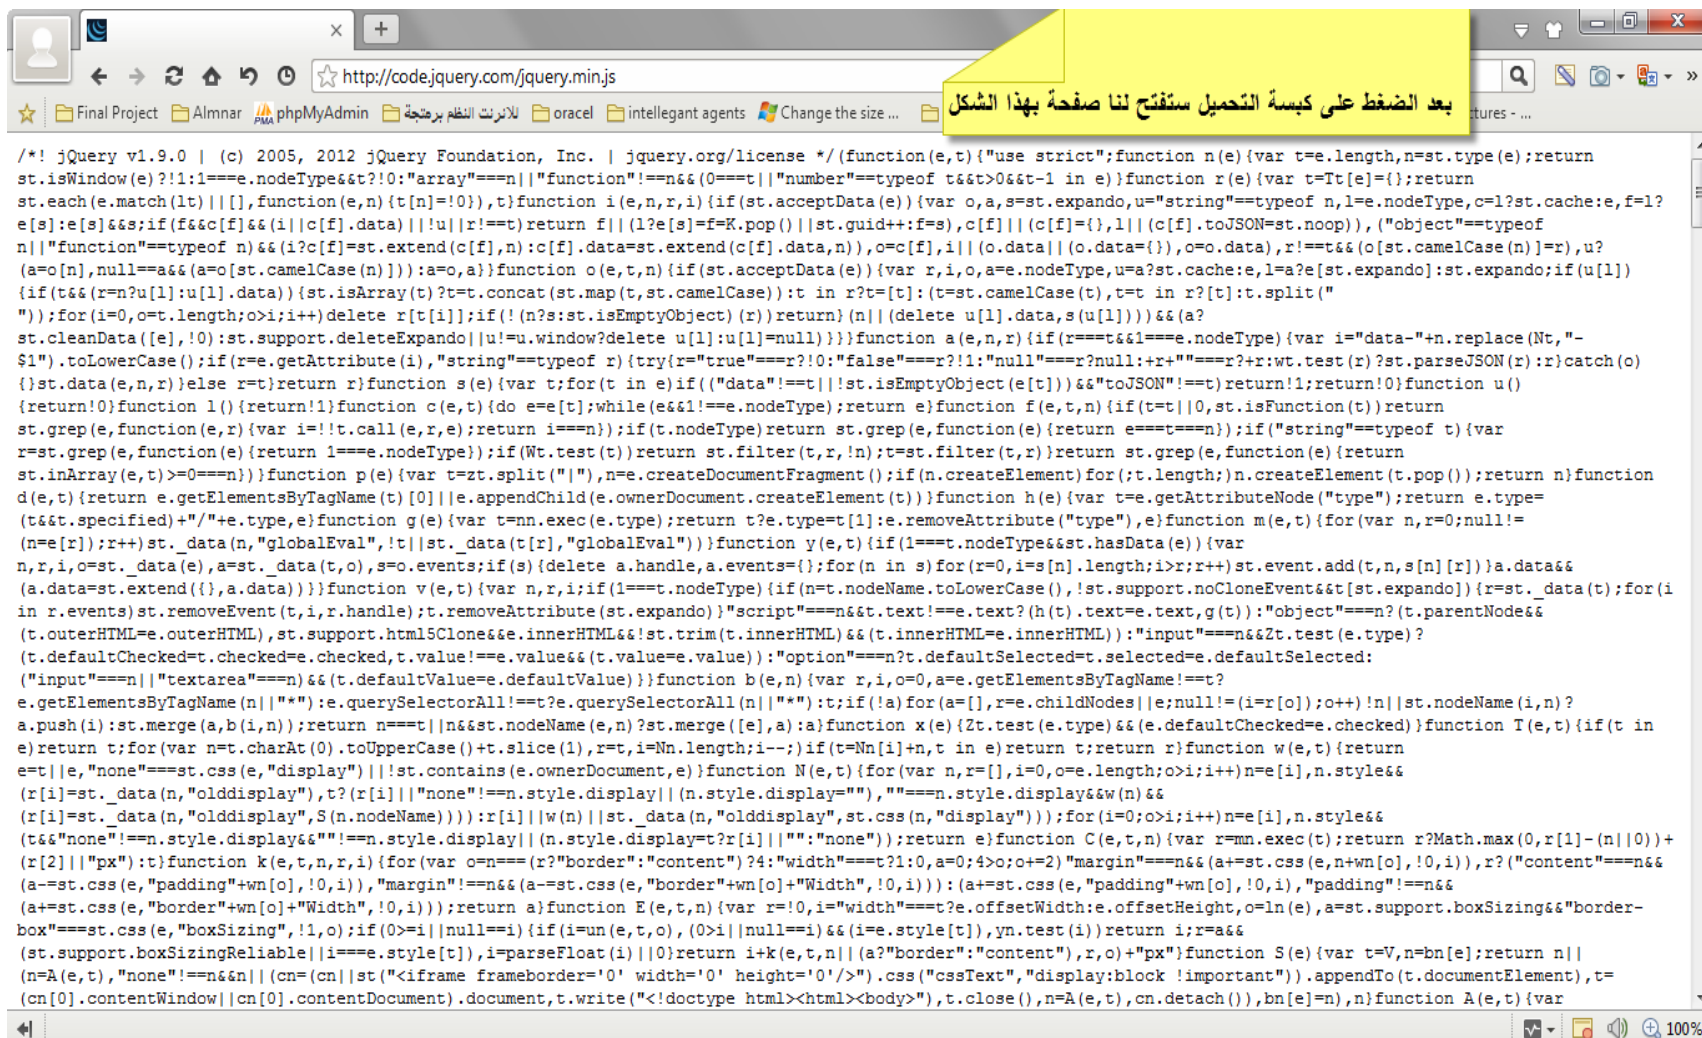 http://code.jquery.com/jquery.min.js
Final Project Almnar phpMyAdmin للانرنت النظم برمتجة oracel intellegant agents Change the size ... tures - ...
بعد الضغط على كبسة التحميل ستفتح لنا صفحة بهذا الشكل
/*! jQuery v1.9.0 | (c) 2005, 2012 jQuery Foundation, Inc. | jquery.org/license */(function(e,t){"use strict";function n(e){var t=e.length,n=st.type(e);return
st.isWindow(e)?!1:1===e.nodeType&&t?!0:"array"===n||"function"!==n&&(0===t||"number"==typeof t&&t>0&&t-1 in e)}function r(e){var t=Tt[e]={};return
st.each(e.match(lt)||[],function(e,n){t[n]=!0}),t}function i(e,n,r,i){if(st.acceptData(e)){var o,a,s=st.expando,u="string"==typeof n,l=e.nodeType,c=l?st.cache:e,f=l?
e[s]:e[s]&&s;if(f&&c[f]&&(i||c[f].data)||!u||r!==t)return f||(l?e[s]=f=K.pop()||st.guid++:f=s),c[f]||(c[f]={},l||(c[f].toJSON=st.noop)),("object"==typeof
n||"function"==typeof n)&&(i?c[f]=st.extend(c[f],n):c[f].data=st.extend(c[f].data,n)),o=c[f],i||(o.data||(o.data={}),o=o.data),r!==t&&(o[st.camelCase(n)]=r),u?
(a=o[n],null==a&&(a=o[st.camelCase(n)])):a=o,a}}function o(e,t,n){if(st.acceptData(e)){var r,i,o,a=e.nodeType,u=a?st.cache:e,l=a?e[st.expando]:st.expando;if(u[l])
{if(t&&(r=n?u[l]:u[l].data)){st.isArray(t)?t=t.concat(st.map(t,st.camelCase)):t in r?t=[t]:(t=st.camelCase(t),t=t in r?[t]:t.split("
"));for(i=0,o=t.length;o>i;i++)delete r[t[i]];if(!(n?s:st.isEmptyObject)(r))return}(n||(delete u[l].data,s(u[l])))&&(a?
st.cleanData([e],!0):st.support.deleteExpando||u!=u.window?delete u[l]:u[l]=null)}}}function a(e,n,r){if(r===t&&1===e.nodeType){var i="data-"+n.replace(Nt,"-
$1").toLowerCase();if(r=e.getAttribute(i),"string"==typeof r){try{r="true"===r?!0:"false"===r?!1:"null"===r?null:+r+""===r?+r:wt.test(r)?st.parseJSON(r):r}catch(o)
{}st.data(e,n,r)}else r=t}return r}function s(e){var t;for(t in e)if(("data"!==t||!st.isEmptyObject(e[t]))&&"toJSON"!==t)return!1;return!0}function u()
{return!0}function l(){return!1}function c(e,t){do e=e[t];while(e&&1!==e.nodeType);return e}function f(e,t,n){if(t=t||0,st.isFunction(t))return
st.grep(e,function(e,r){var i=!!t.call(e,r,e);return i===n});if(t.nodeType)return st.grep(e,function(e){return e===t===n});if("string"==typeof t){var
r=st.grep(e,function(e){return 1===e.nodeType});if(Wt.test(t))return st.filter(t,r,!n);t=st.filter(t,r)}return st.grep(e,function(e){return
st.inArray(e,t)>=0===n})}function p(e){var t=zt.split("|"),n=e.createDocumentFragment();if(n.createElement)for(;t.length;)n.createElement(t.pop());return n}function
d(e,t){return e.getElementsByTagName(t)[0]||e.appendChild(e.ownerDocument.createElement(t))}function h(e){var t=e.getAttributeNode("type");return e.type=
(t&&t.specified)+"/"+e.type,e}function g(e){var t=nn.exec(e.type);return t?e.type=t[1]:e.removeAttribute("type"),e}function m(e,t){for(var n,r=0;null!=
(n=e[r]);r++)st._data(n,"globalEval",!t||st._data(t[r],"globalEval"))}function y(e,t){if(1===t.nodeType&&st.hasData(e)){var
n,r,i,o=st._data(e),a=st._data(t,o),s=o.events;if(s){delete a.handle,a.events={};for(n in s)for(r=0,i=s[n].length;i>r;r++)st.event.add(t,n,s[n][r])}a.data&&
(a.data=st.extend({},a.data))}}function v(e,t){var n,r,i;if(1===t.nodeType){if(n=t.nodeName.toLowerCase(),!st.support.noCloneEvent&&t[st.expando]){r=st._data(t);for(i
in r.events)st.removeEvent(t,i,r.handle);t.removeAttribute(st.expando)}"script"===n&&t.text!==e.text?(h(t).text=e.text,g(t)):"object"===n?(t.parentNode&&
(t.outerHTML=e.outerHTML),st.support.html5Clone&&e.innerHTML&&!st.trim(t.innerHTML)&&(t.innerHTML=e.innerHTML)):"input"===n&&Zt.test(e.type)?
(t.defaultChecked=t.checked=e.checked,t.value!==e.value&&(t.value=e.value)):"option"===n?t.defaultSelected=t.selected=e.defaultSelected:
("input"===n||"textarea"===n)&&(t.defaultValue=e.defaultValue)}}function b(e,n){var r,i,o=0,a=e.getElementsByTagName!==t?
e.getElementsByTagName(n||"*"):e.querySelectorAll!==t?e.querySelectorAll(n||"*"):t;if(!a)for(a=[],r=e.childNodes||e;null!=(i=r[o]);o++)!n||st.nodeName(i,n)?
a.push(i):st.merge(a,b(i,n));return n===t||n&&st.nodeName(e,n)?st.merge([e],a):a}function x(e){Zt.test(e.type)&&(e.defaultChecked=e.checked)}function T(e,t){if(t in
e)return t;for(var n=t.charAt(0).toUpperCase()+t.slice(1),r=t,i=Nn.length;i--;)if(t=Nn[i]+n,t in e)return t;return r}function w(e,t){return
e=t||e,"none"===st.css(e,"display")||!st.contains(e.ownerDocument,e)}function N(e,t){for(var n,r=[],i=0,o=e.length;o>i;i++)n=e[i],n.style&&
(r[i]=st._data(n,"olddisplay"),t?(r[i]||"none"!==n.style.display||(n.style.display=""),""===n.style.display&&w(n)&&
(r[i]=st._data(n,"olddisplay",S(n.nodeName)))):r[i]||w(n)||st._data(n,"olddisplay",st.css(n,"display")));for(i=0;o>i;i++)n=e[i],n.style&&
(t&&"none"!==n.style.display&&""!==n.style.display||(n.style.display=t?r[i]||"":"none"));return e}function C(e,t,n){var r=mn.exec(t);return r?Math.max(0,r[1]-(n||0))+
(r[2]||"px"):t}function k(e,t,n,r,i){for(var o=n===(r?"border":"content")?4:"width"===t?1:0,a=0;4>o;o+=2)"margin"===n&&(a+=st.css(e,n+wn[o],!0,i)),r?("content"===n&&
(a-=st.css(e,"padding"+wn[o],!0,i)),"margin"!==n&&(a-=st.css(e,"border"+wn[o]+"Width",!0,i))):(a+=st.css(e,"padding"+wn[o],!0,i),"padding"!==n&&
(a+=st.css(e,"border"+wn[o]+"Width",!0,i)));return a}function E(e,t,n){var r=!0,i="width"===t?e.offsetWidth:e.offsetHeight,o=ln(e),a=st.support.boxSizing&&"border-
box"===st.css(e,"boxSizing",!1,o);if(0>=i||null==i){if(i=un(e,t,o),(0>i||null==i)&&(i=e.style[t]),yn.test(i))return i;r=a&&
(st.support.boxSizingReliable||i===e.style[t]),i=parseFloat(i)||0}return i+k(e,t,n||(a?"border":"content"),r,o)+"px"}function S(e){var t=V,n=bn[e];return n||
(n=A(e,t),"none"!==n&&n||(cn=(cn||st("<iframe frameborder='0' width='0' height='0'/>").css("cssText","display:block !important")).appendTo(t.documentElement),t=
(cn[0].contentWindow||cn[0].contentDocument).document,t.write("<!doctype html><html><body>"),t.close(),n=A(e,t),cn.detach()),bn[e]=n),n}function A(e,t){var
100%